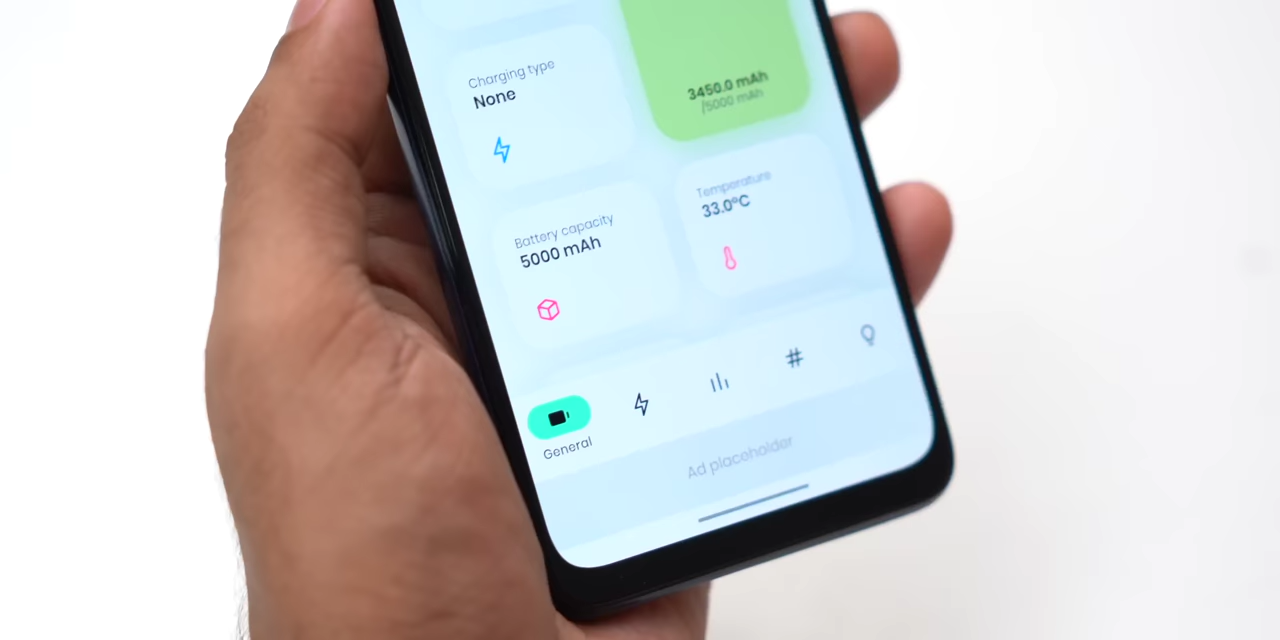 Charging type
None
3450.0 mAh
/5000 mAh
Battery capacity
5000 mAh
Temperature
33.0°C
General
Ad placeholder